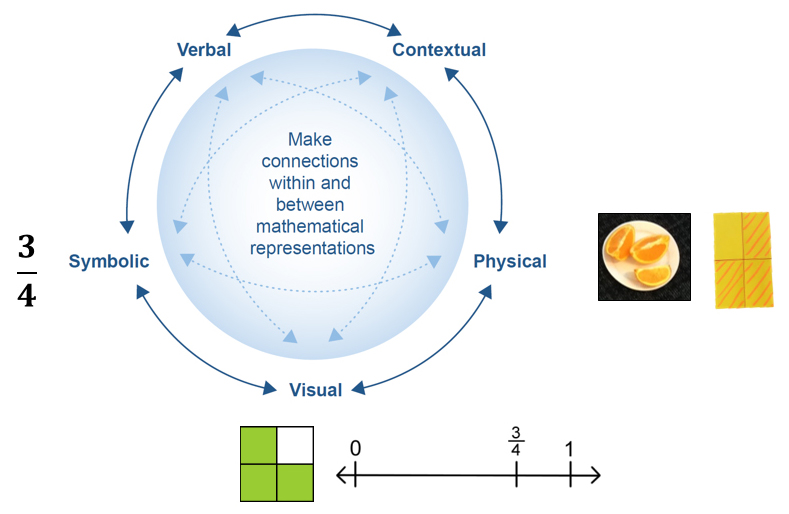 Verbal
Contextual
Make
connections
within and
between
mathematical
representations
3
4
Symbolic
Physical
Visual
0
3
4
1